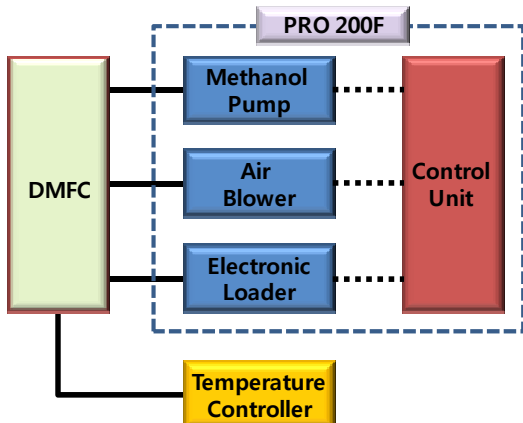 PRO 200F
Methanol
Pump
Air
Blower
Electronic
Loader
DMFC
Control
Unit
Temperature
Controller